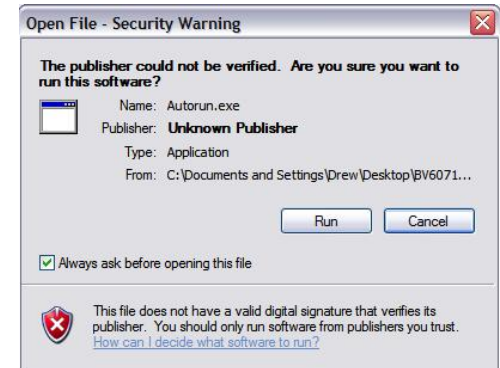 Open File - Security Warning
The publisher could not be verified. Are you sure you want to
run this software?
Name: Autorun.exe
Publisher: Unknown Publisher
Type: Application
From: C:\Documents and Settings\Drew\Desktop\BV6071...
Run Cancel
Always ask before opening this file
This file does not have a valid digital signature that verifies its
publisher. You should only run software from publishers you trust.
How can I decide what software to run?